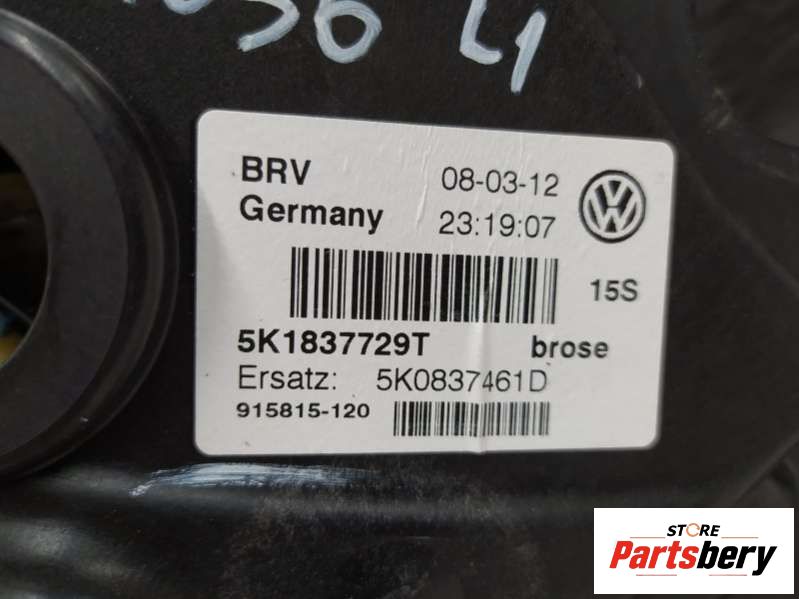 BRV 08-03-12
Germany 23:19:07
15S
5K1837729T brose
Ersatz: 5K0837461D
915815-120
STORE
Partsbery